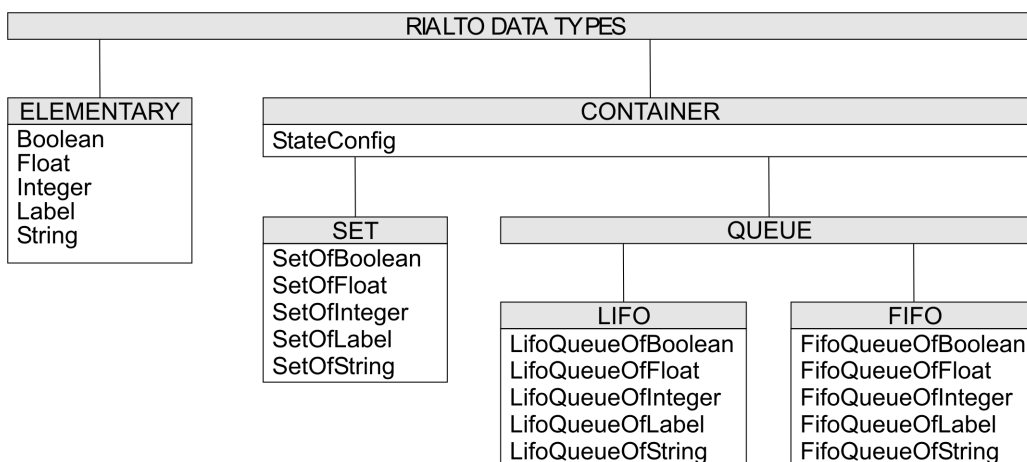 RIALTO DATA TYPES
ELEMENTARY
Boolean
Float
Integer
Label
String
CONTAINER
StateConfig
SET
SetOfBoolean
SetOfFloat
SetOfInteger
SetOfLabel
SetOfString
QUEUE
LIFO
LifoQueueOfBoolean
LifoQueueOfFloat
LifoQueueOfInteger
LifoQueueOfLabel
LifoQueueOfString
FIFO
FifoQueueOfBoolean
FifoQueueOfFloat
FifoQueueOfInteger
FifoQueueOfLabel
FifoQueueOfString